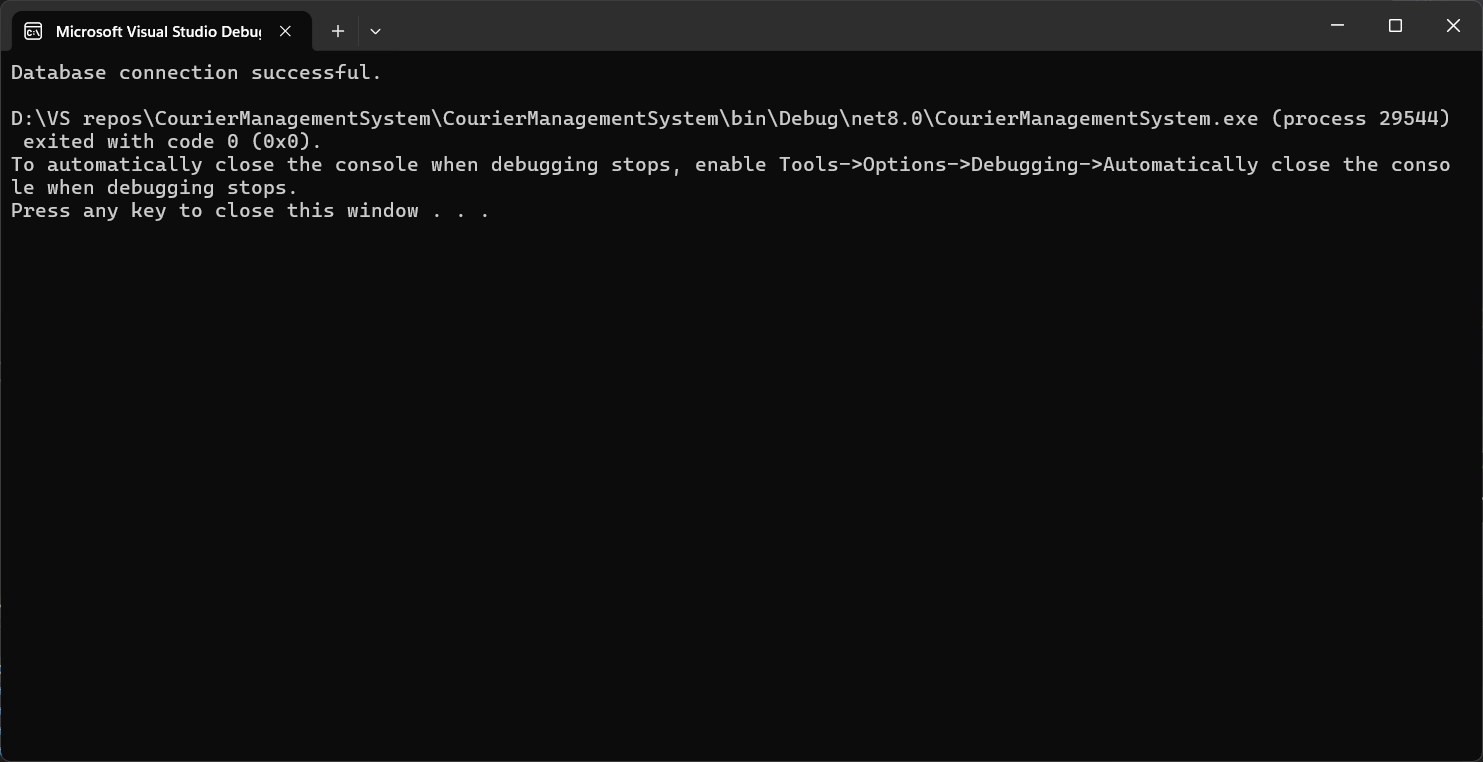 Microsoft Visual Studio Debu
Database connection successful.
D:\VS repos\CourierManagementSystem\CourierManagementSystem\bin\Debug\net8.0\CourierManagementSystem.exe (process 29544)
exited with code 0 (0x0).
To automatically close the console when debugging stops, enable Tools->Options->Debugging->Automatically close the conso
le when debugging stops.
Press any key to close this window . . .